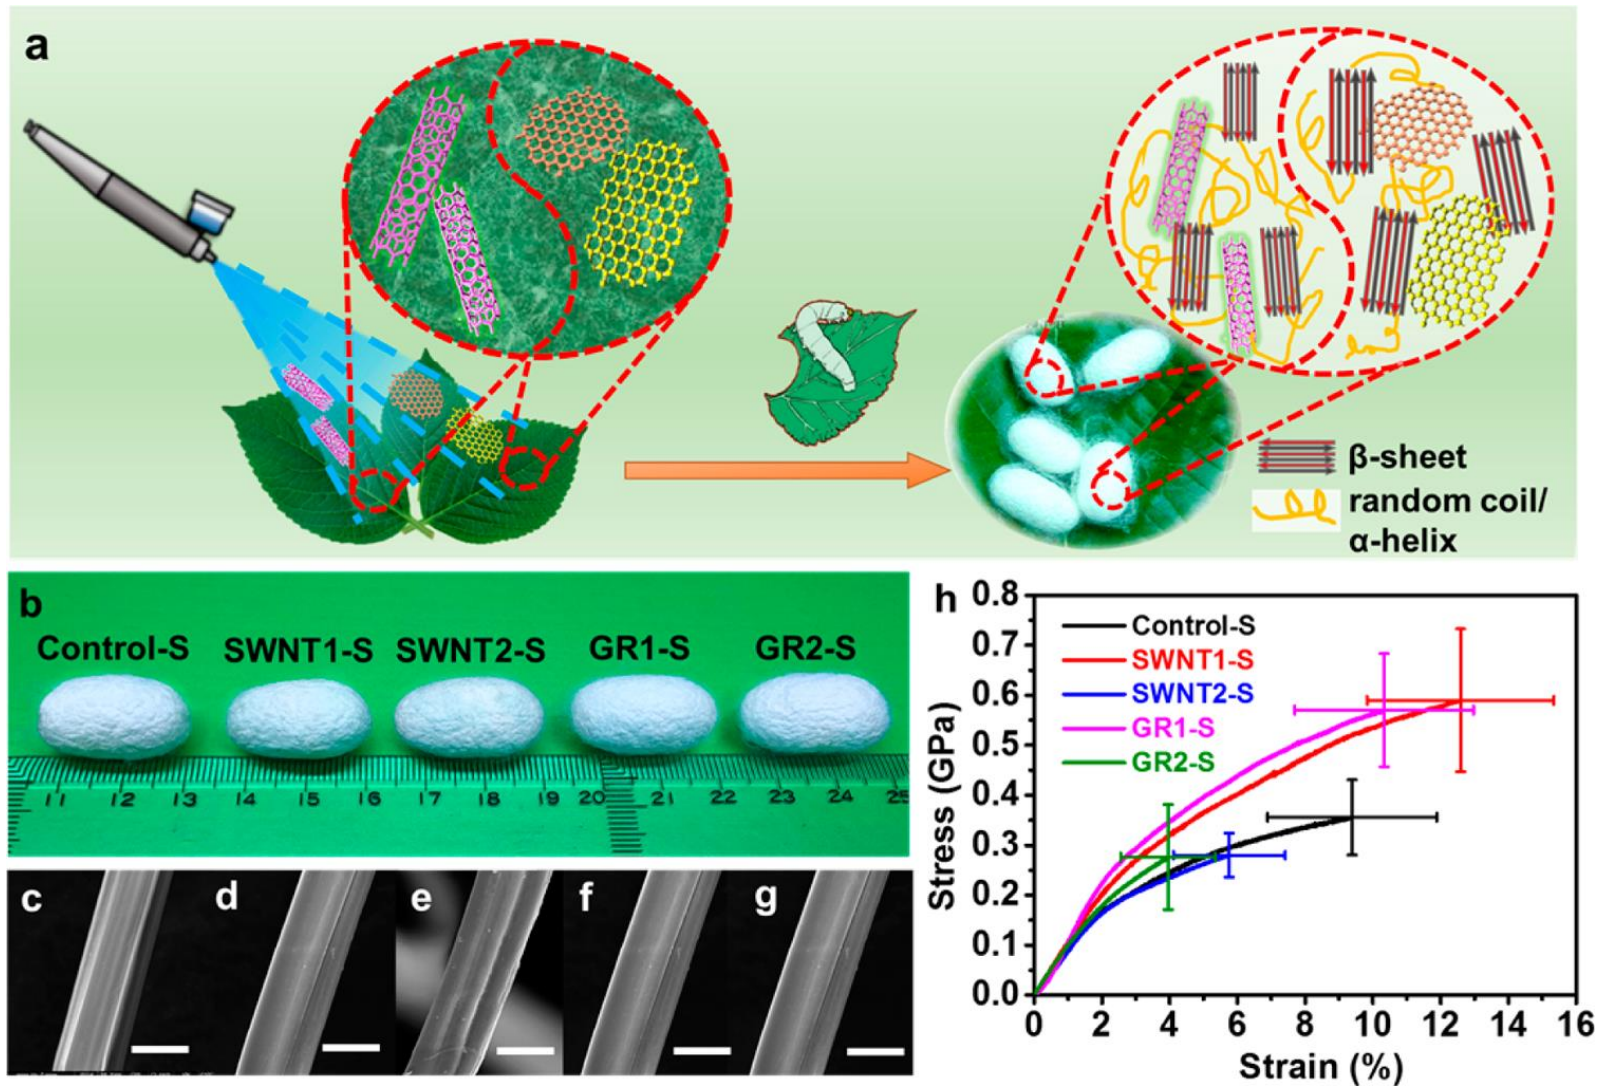 a
β-sheet
random coil/
α-helix
b
Control-S SWNT1-S SWNT2-S GR1-S GR2-S
11 12 13 14 15 16 17 18 19 20 21 22 23 24 25
c d e f g
h
Stress (GPa)
0.8
0.7
0.6
0.5
0.4
0.3
0.2
0.1
0.0
Control-S
SWNT1-S
SWNT2-S
GR1-S
GR2-S
0 2 4 6 8 10 12 14 16
Strain (%)